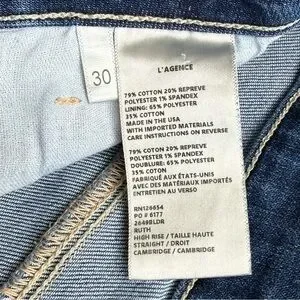 30
L'AGENCE
79% COTTON 20% REPREVE
POLYESTER 1% SPANDEX
LINING: 65% POLYESTER
35% COTTON
MADE IN THE USA
WITH IMPORTED MATERIALS
CARE INSTRUCTIONS ON REVERSE
79% COTON 20% REPREVE
POLYESTER 1% SPANDEX
DOUBLURE: 65% POLYESTER
35% COTON
FABRIQUÉ AUX ÉTATS-UNIS
AVEC DES MATÉRIAUX IMPORTÉS
ENTRETIEN AU VERSO
RN126654
PO # 6177
2649RLDR
RUTH
HIGH RISE / TAILLE HAUTE
STRAIGHT / DROIT
CAMBRIDGE / CAMBRIDGE